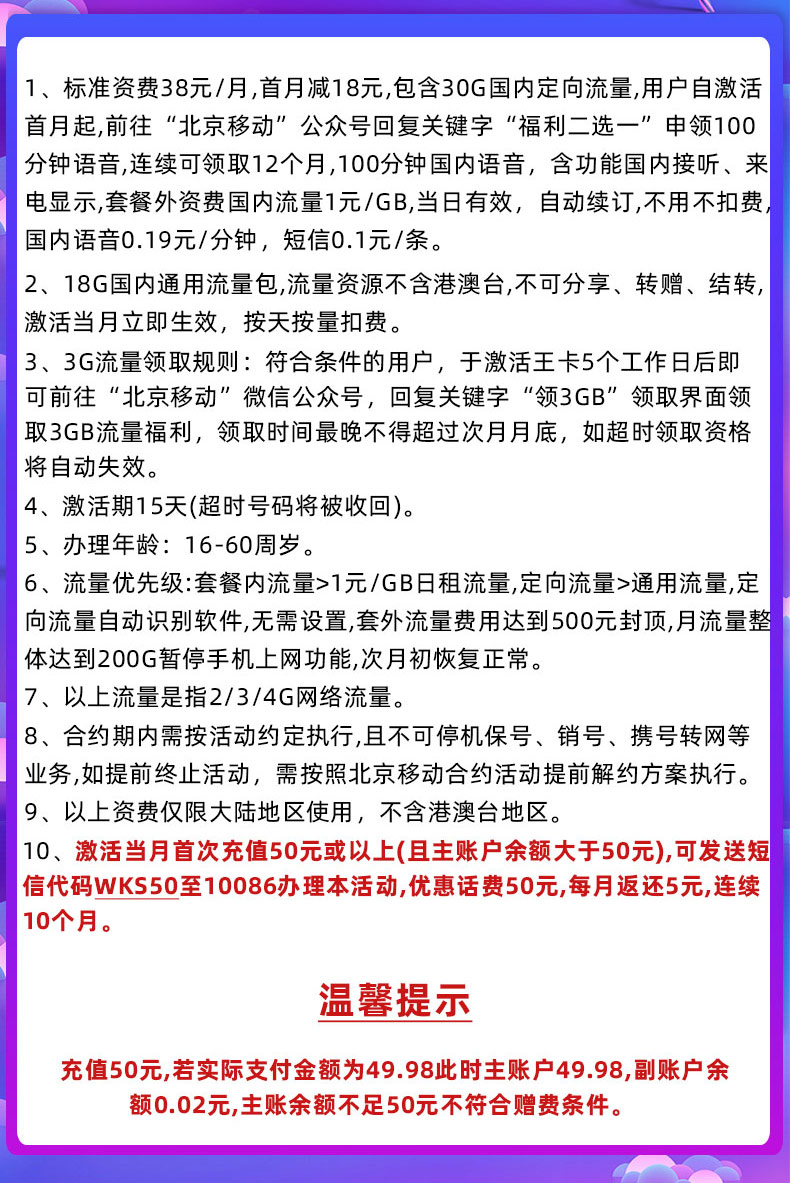 1、标准资费38元/月,首月减18元,包含30G国内定向流量,用户自激活
首月起,前往“北京移动”公众号回复关键字“福利二选一”申领100
分钟语音,连续可领取12个月,100分钟国内语音，含功能国内接听、来
电显示,套餐外资费国内流量1元/GB,当日有效，自动续订,不用不扣费,
国内语音0.19元/分钟，短信0.1元/条。
2、18G国内通用流量包,流量资源不含港澳台,不可分享、转赠、结转,
激活当月立即生效，按天按量扣费。
3、3G流量领取规则：符合条件的用户，于激活王卡5个工作日后即
可前往“北京移动”微信公众号，回复关键字“领3GB”领取界面领
取3GB流量福利，领取时间最晚不得超过次月月底，如超时领取资格
将自动失效。
4、激活期15天(超时号码将被收回)。
5、办理年龄：16-60周岁。
6、流量优先级:套餐内流量>1元/GB日租流量,定向流量>通用流量,定
向流量自动识别软件,无需设置,套外流量费用达到500元封顶,月流量整
体达到200G暂停手机上网功能,次月初恢复正常。
7、以上流量是指2/3/4G网络流量。
8、合约期内需按活动约定执行,且不可停机保号、销号、携号转网等
业务,如提前终止活动，需按照北京移动合约活动提前解约方案执行。
9、以上资费仅限大陆地区使用，不含港澳台地区。
10、激活当月首次充值50元或以上(且主账户余额大于50元),可发送短
信代码WKS50至10086办理本活动,优惠话费50元,每月返还5元,连续
10个月。
温馨提示
充值50元,若实际支付金额为49.98此时主账户49.98,副账户余
额0.02元,主账余额不足50元不符合赠费条件。